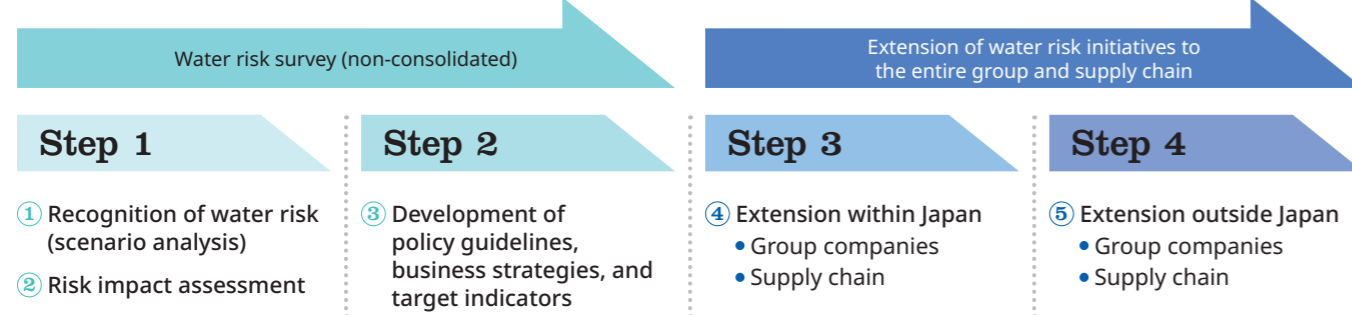 Water risk survey (non-consolidated)
Extension of water risk initiatives to
the entire group and supply chain
Step 1
① Recognition of water risk
(scenario analysis)
② Risk impact assessment
Step 2
③ Development of
policy guidelines,
business strategies, and
target indicators
Step 3
④ Extension within Japan
• Group companies
• Supply chain
Step 4
⑤ Extension outside Japan
• Group companies
• Supply chain